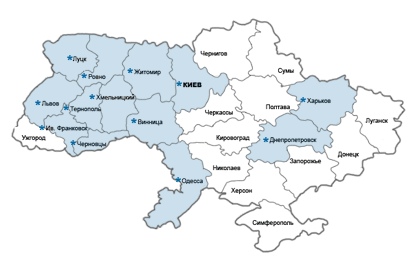 Чернигов
*Луцк
Сумы
*Ровно
*Житомир
*КИЕВ
*Львов
*Хмельницкий
*Харьков
*Тернополь
Полтава
Черкассы
Луганск
*Ив. Франковск
*Винница
Ужгород
Кировоград
*Днепропетровск
*Черновцы
Донецк
Запорожье
Николаев
*Одесса
Херсон
Симферополь